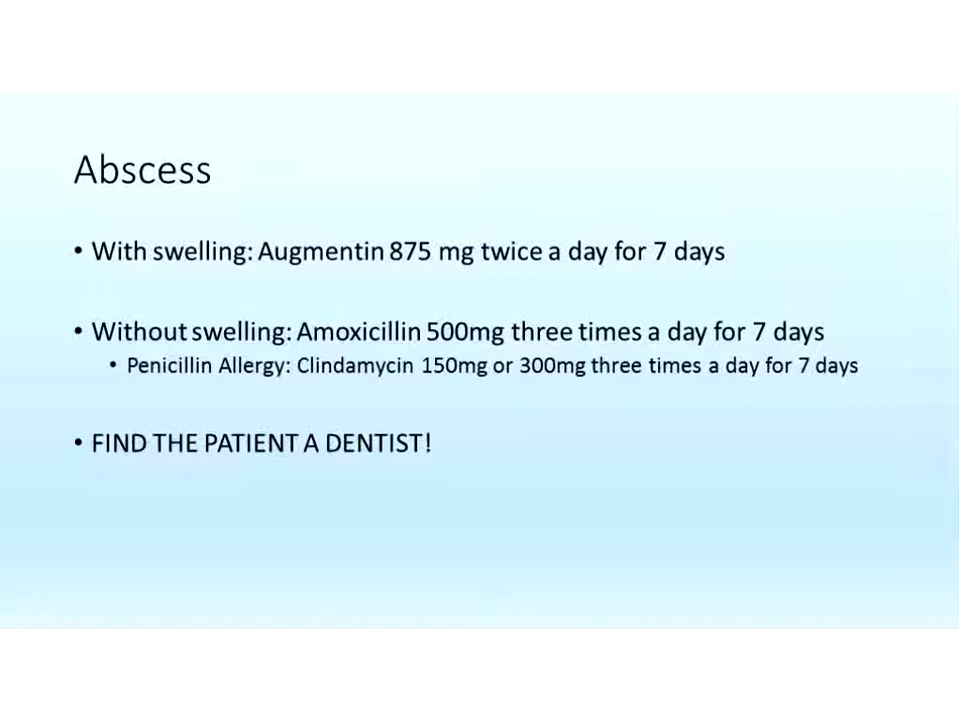 Abscess
• With swelling: Augmentin 875 mg twice a day for 7 days
• Without swelling: Amoxicillin 500mg three times a day for 7 days
• Penicillin Allergy: Clindamycin 150mg or 300mg three times a day for 7 days
• FIND THE PATIENT A DENTIST!